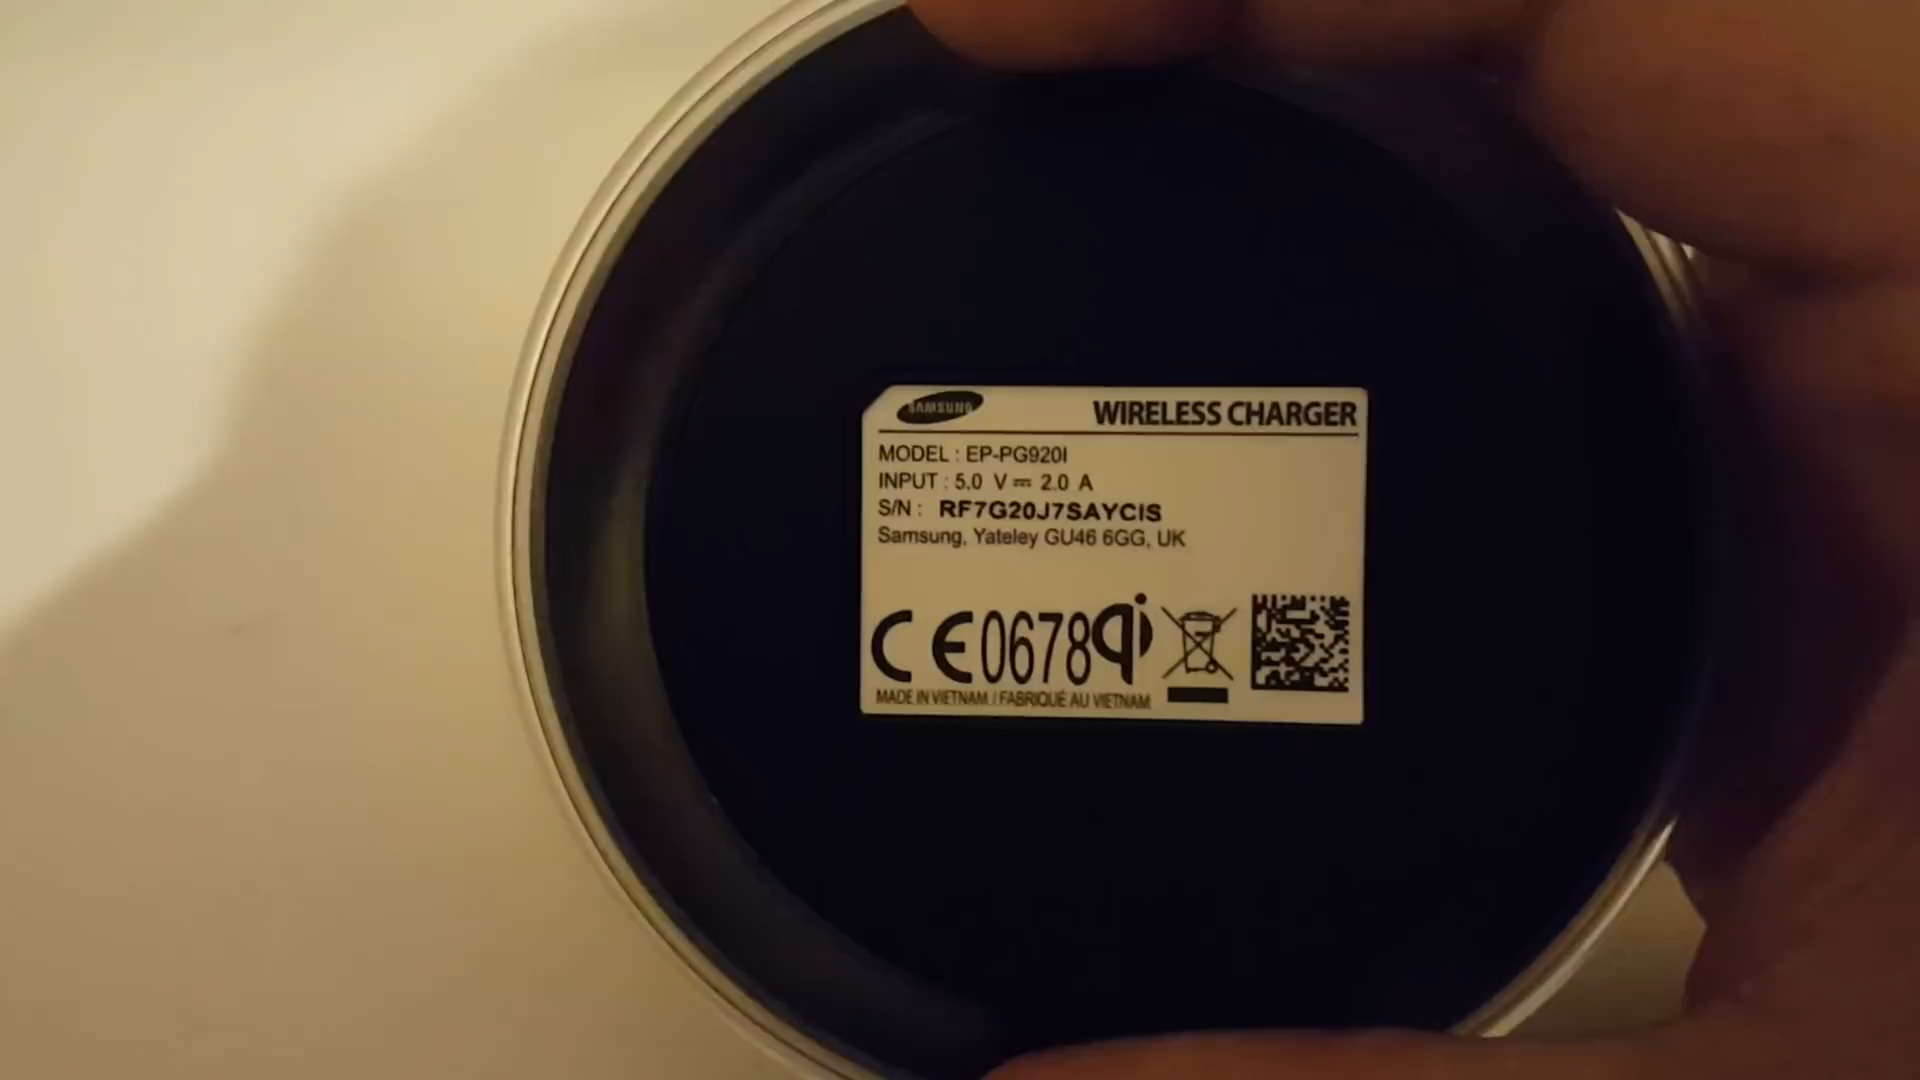 SAMSUNG WIRELESS CHARGER
MODEL : EP-PG920I
INPUT : 5.0 V⎓ 2.0 A
S/N : RF7G20J7SAYCIS
Samsung, Yateley GU46 6GG, UK
CE0678 qi
MADE IN VIETNAM / FABRIQUÉ AU VIETNAM